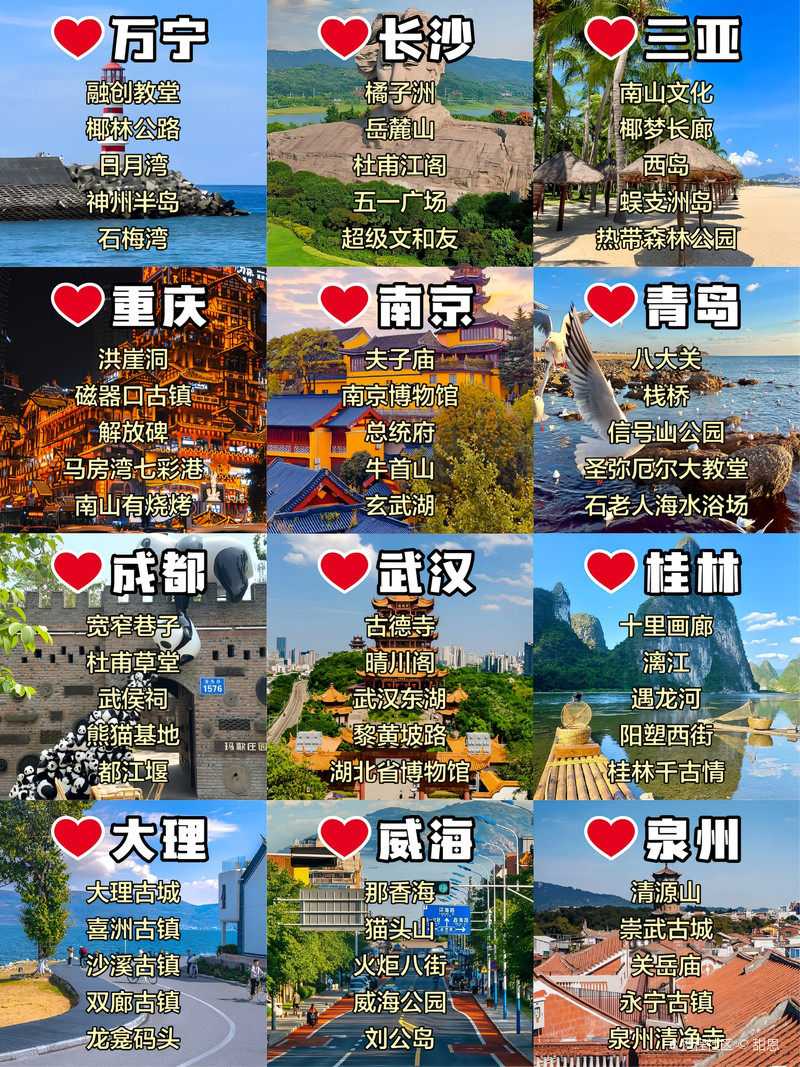 万宁
融创教堂
椰林公路
日月湾
神州半岛
石梅湾
长沙
橘子洲
岳麓山
杜甫江阁
五一广场
超级文和友
三亚
南山文化
椰梦长廊
西岛
蜈支洲岛
热带森林公园
重庆
洪崖洞
磁器口古镇
解放碑
马房湾七彩港
南山有烧烤
南京
夫子庙
南京博物馆
总统府
牛首山
玄武湖
青岛
八大关
栈桥
信号山公园
圣弥厄尔大教堂
石老人海水浴场
成都
宽窄巷子
杜甫草堂
武侯祠
熊猫基地
都江堰
1576
武汉
古德寺
晴川阁
武汉东湖
黎黄坡路
湖北省博物馆
桂林
十里画廊
漓江
遇龙河
阳塑西街
桂林千古情
大理
大理古城
喜洲古镇
沙溪古镇
双廊古镇
龙龛码头
威海
那香海
猫头山
火炬八街
威海公园
刘公岛
泉州
清源山
崇武古城
关岳庙
永宁古镇
泉州清净寺
© 甜恩